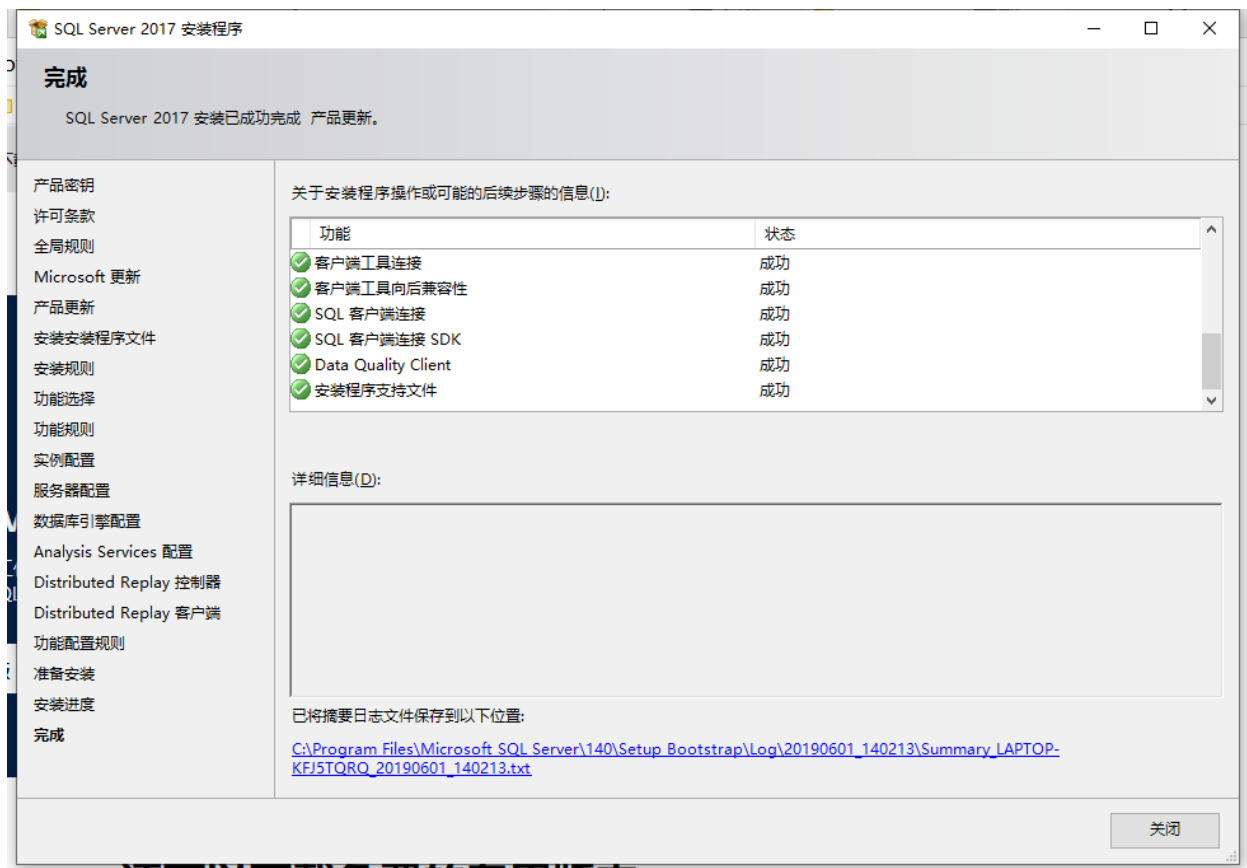 SQL Server 2017 安装程序
完成
SQL Server 2017 安装已成功完成 产品更新。
产品密钥
许可条款
全局规则
Microsoft 更新
产品更新
安装安装程序文件
安装规则
功能选择
功能规则
实例配置
服务器配置
数据库引擎配置
Analysis Services 配置
Distributed Replay 控制器
Distributed Replay 客户端
功能配置规则
准备安装
安装进度
完成
关于安装程序操作或可能的后续步骤的信息(I):
功能 状态
客户端工具连接 成功
客户端工具向后兼容性 成功
SQL 客户端连接 成功
SQL 客户端连接 SDK 成功
Data Quality Client 成功
安装程序支持文件 成功
详细信息(D):
已将摘要日志文件保存到以下位置:
C:\Program Files\Microsoft SQL Server\140\Setup Bootstrap\Log\20190601_140213\Summary_LAPTOP-
KFJ5TQRQ_20190601_140213.txt
关闭